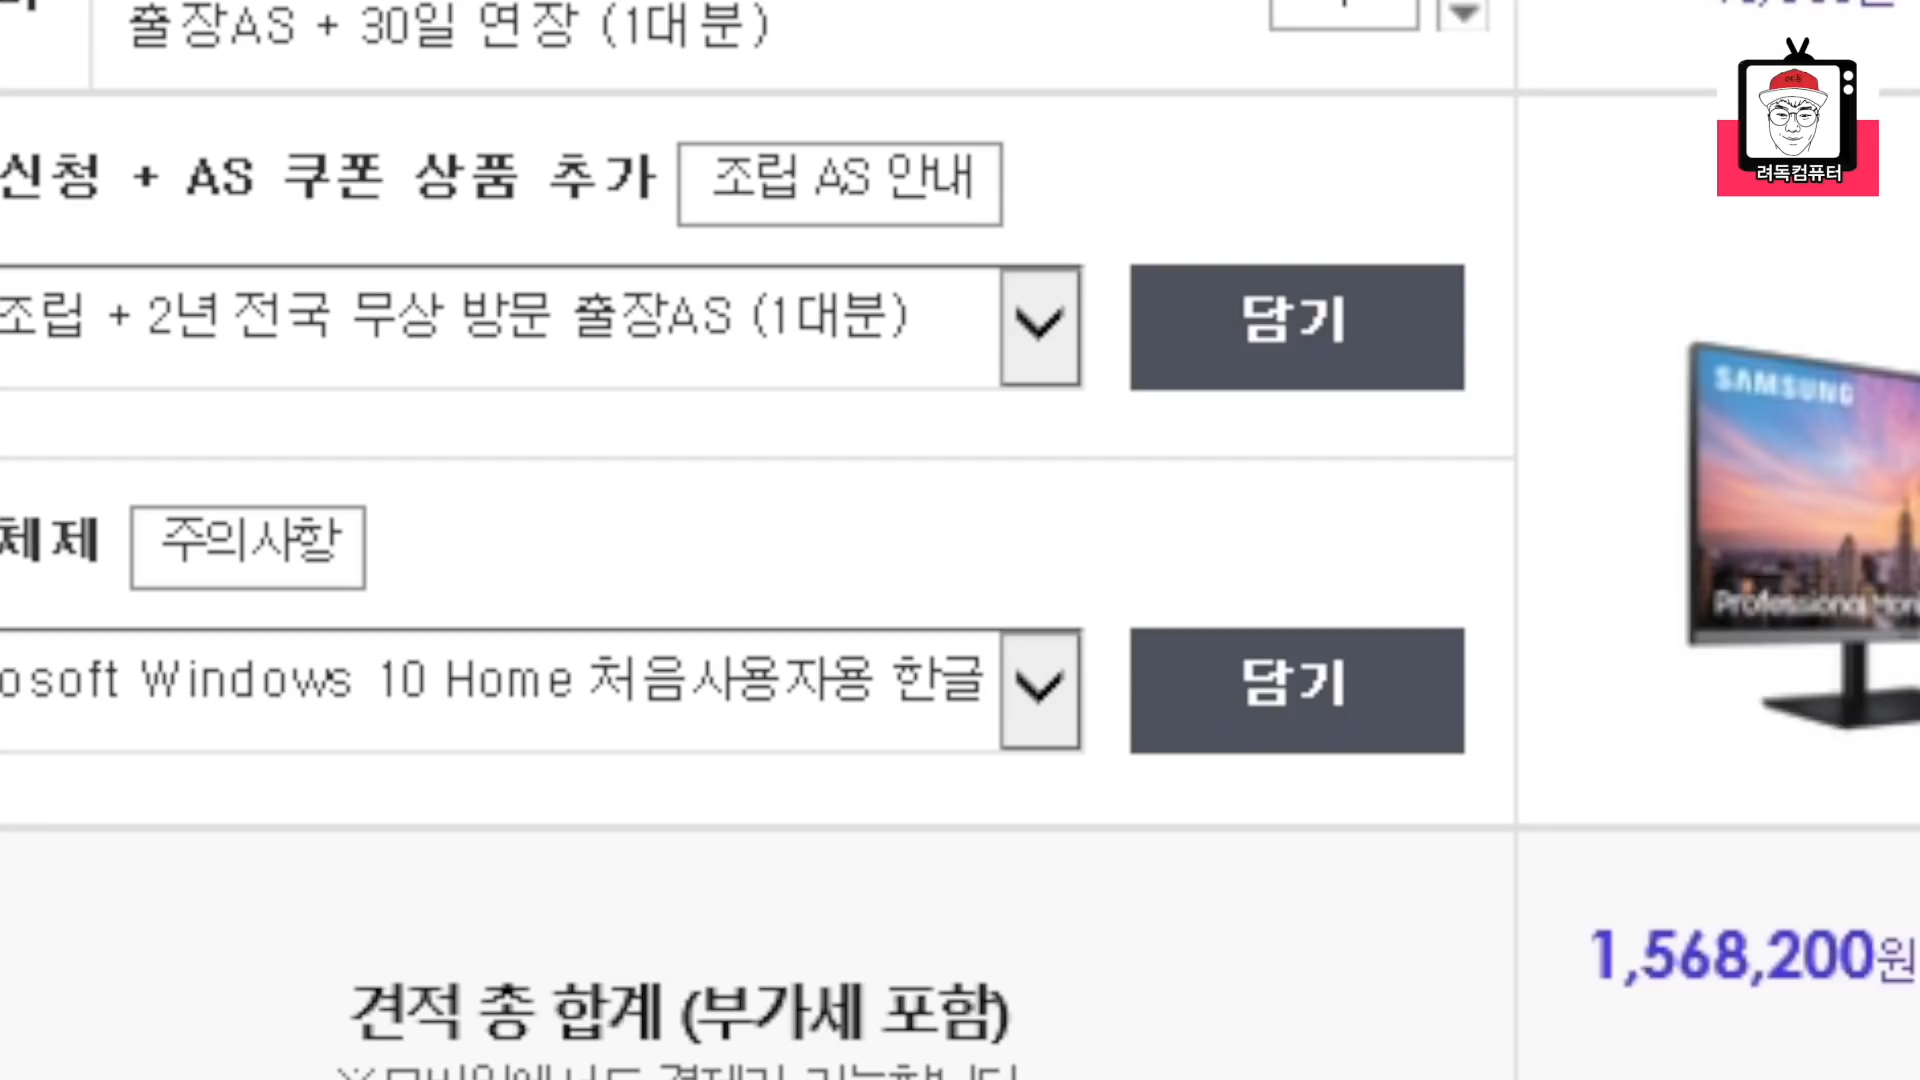 출장AS + 30일 연장 (1대분)
려독컴퓨터
신청 + AS 쿠폰 상품 추가 조립 AS 안내
조립 + 2년 전국 무상 방문 출장AS (1대분) 담기
SAMSUNG
체제 주의사항
Professional
osoft Windows 10 Home 처음사용자용 한글 담기
1,568,200원
견적 총 합계 (부가세 포함)